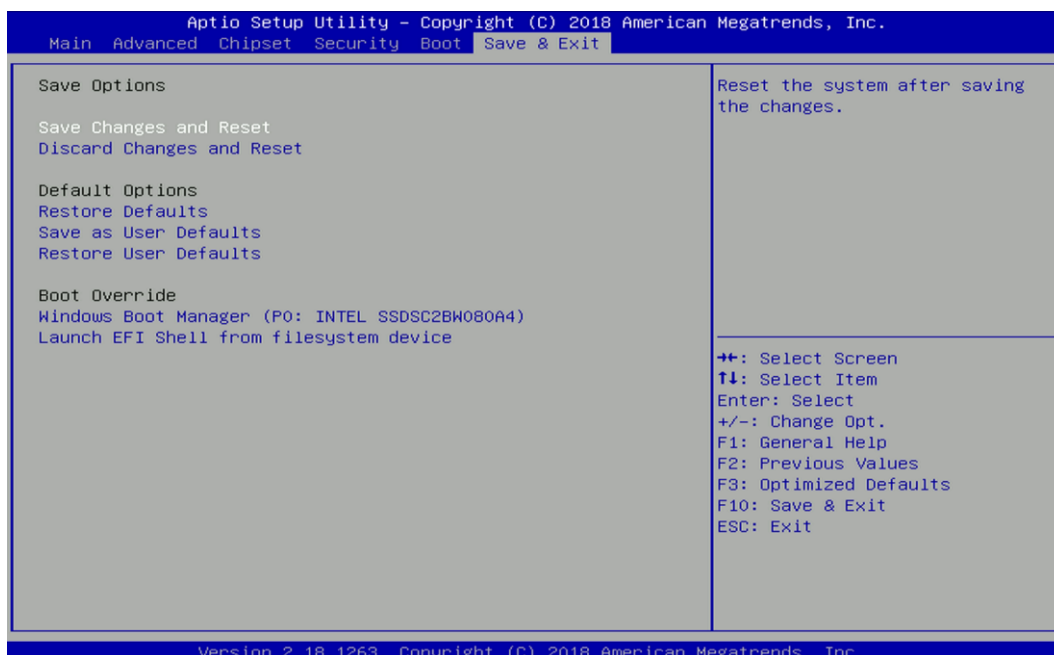 Aptio Setup Utility – Copyright (C) 2018 American Megatrends, Inc.
Main Advanced Chipset Security Boot Save & Exit
Save Options
Save Changes and Reset
Discard Changes and Reset
Default Options
Restore Defaults
Save as User Defaults
Restore User Defaults
Boot Override
Windows Boot Manager (P0: INTEL SSDSC2BW080A4)
Launch EFI Shell from filesystem device
Reset the system after saving
the changes.
→←: Select Screen
↑↓: Select Item
Enter: Select
+/-: Change Opt.
F1: General Help
F2: Previous Values
F3: Optimized Defaults
F10: Save & Exit
ESC: Exit
Version 2.18.1263. Copyright (C) 2018 American Megatrends, Inc.